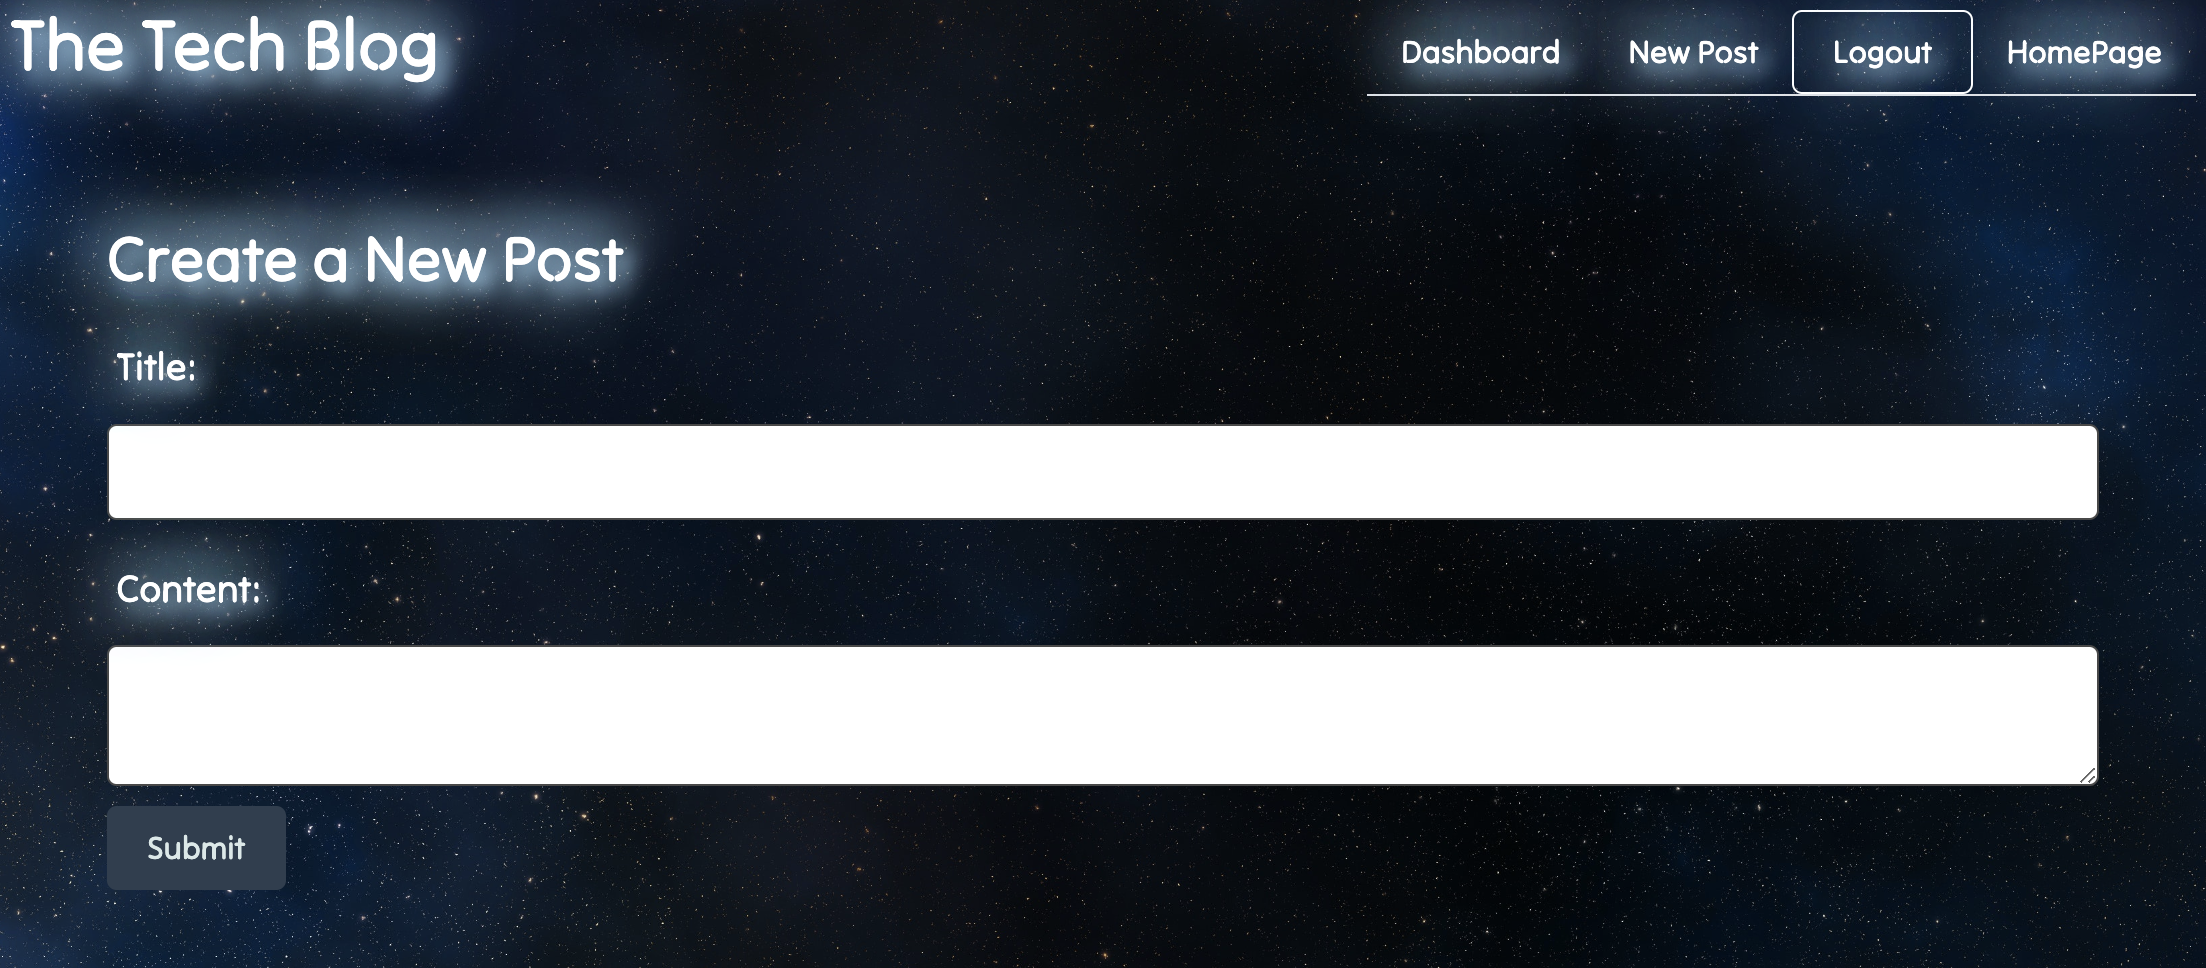 The Tech Blog
Dashboard New Post Logout HomePage
Create a New Post
Title:
Content:
Submit